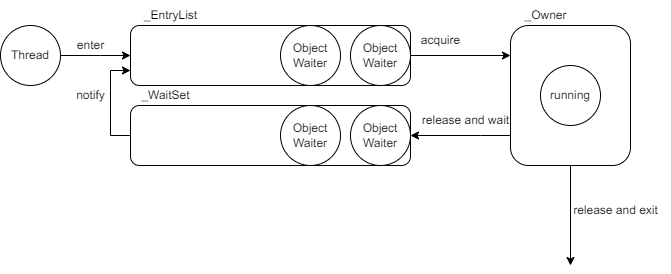 _EntryList
_Owner
Thread
enter
Object
Waiter
Object
Waiter
acquire
running
notify
_WaitSet
Object
Waiter
Object
Waiter
release and wait
release and exit